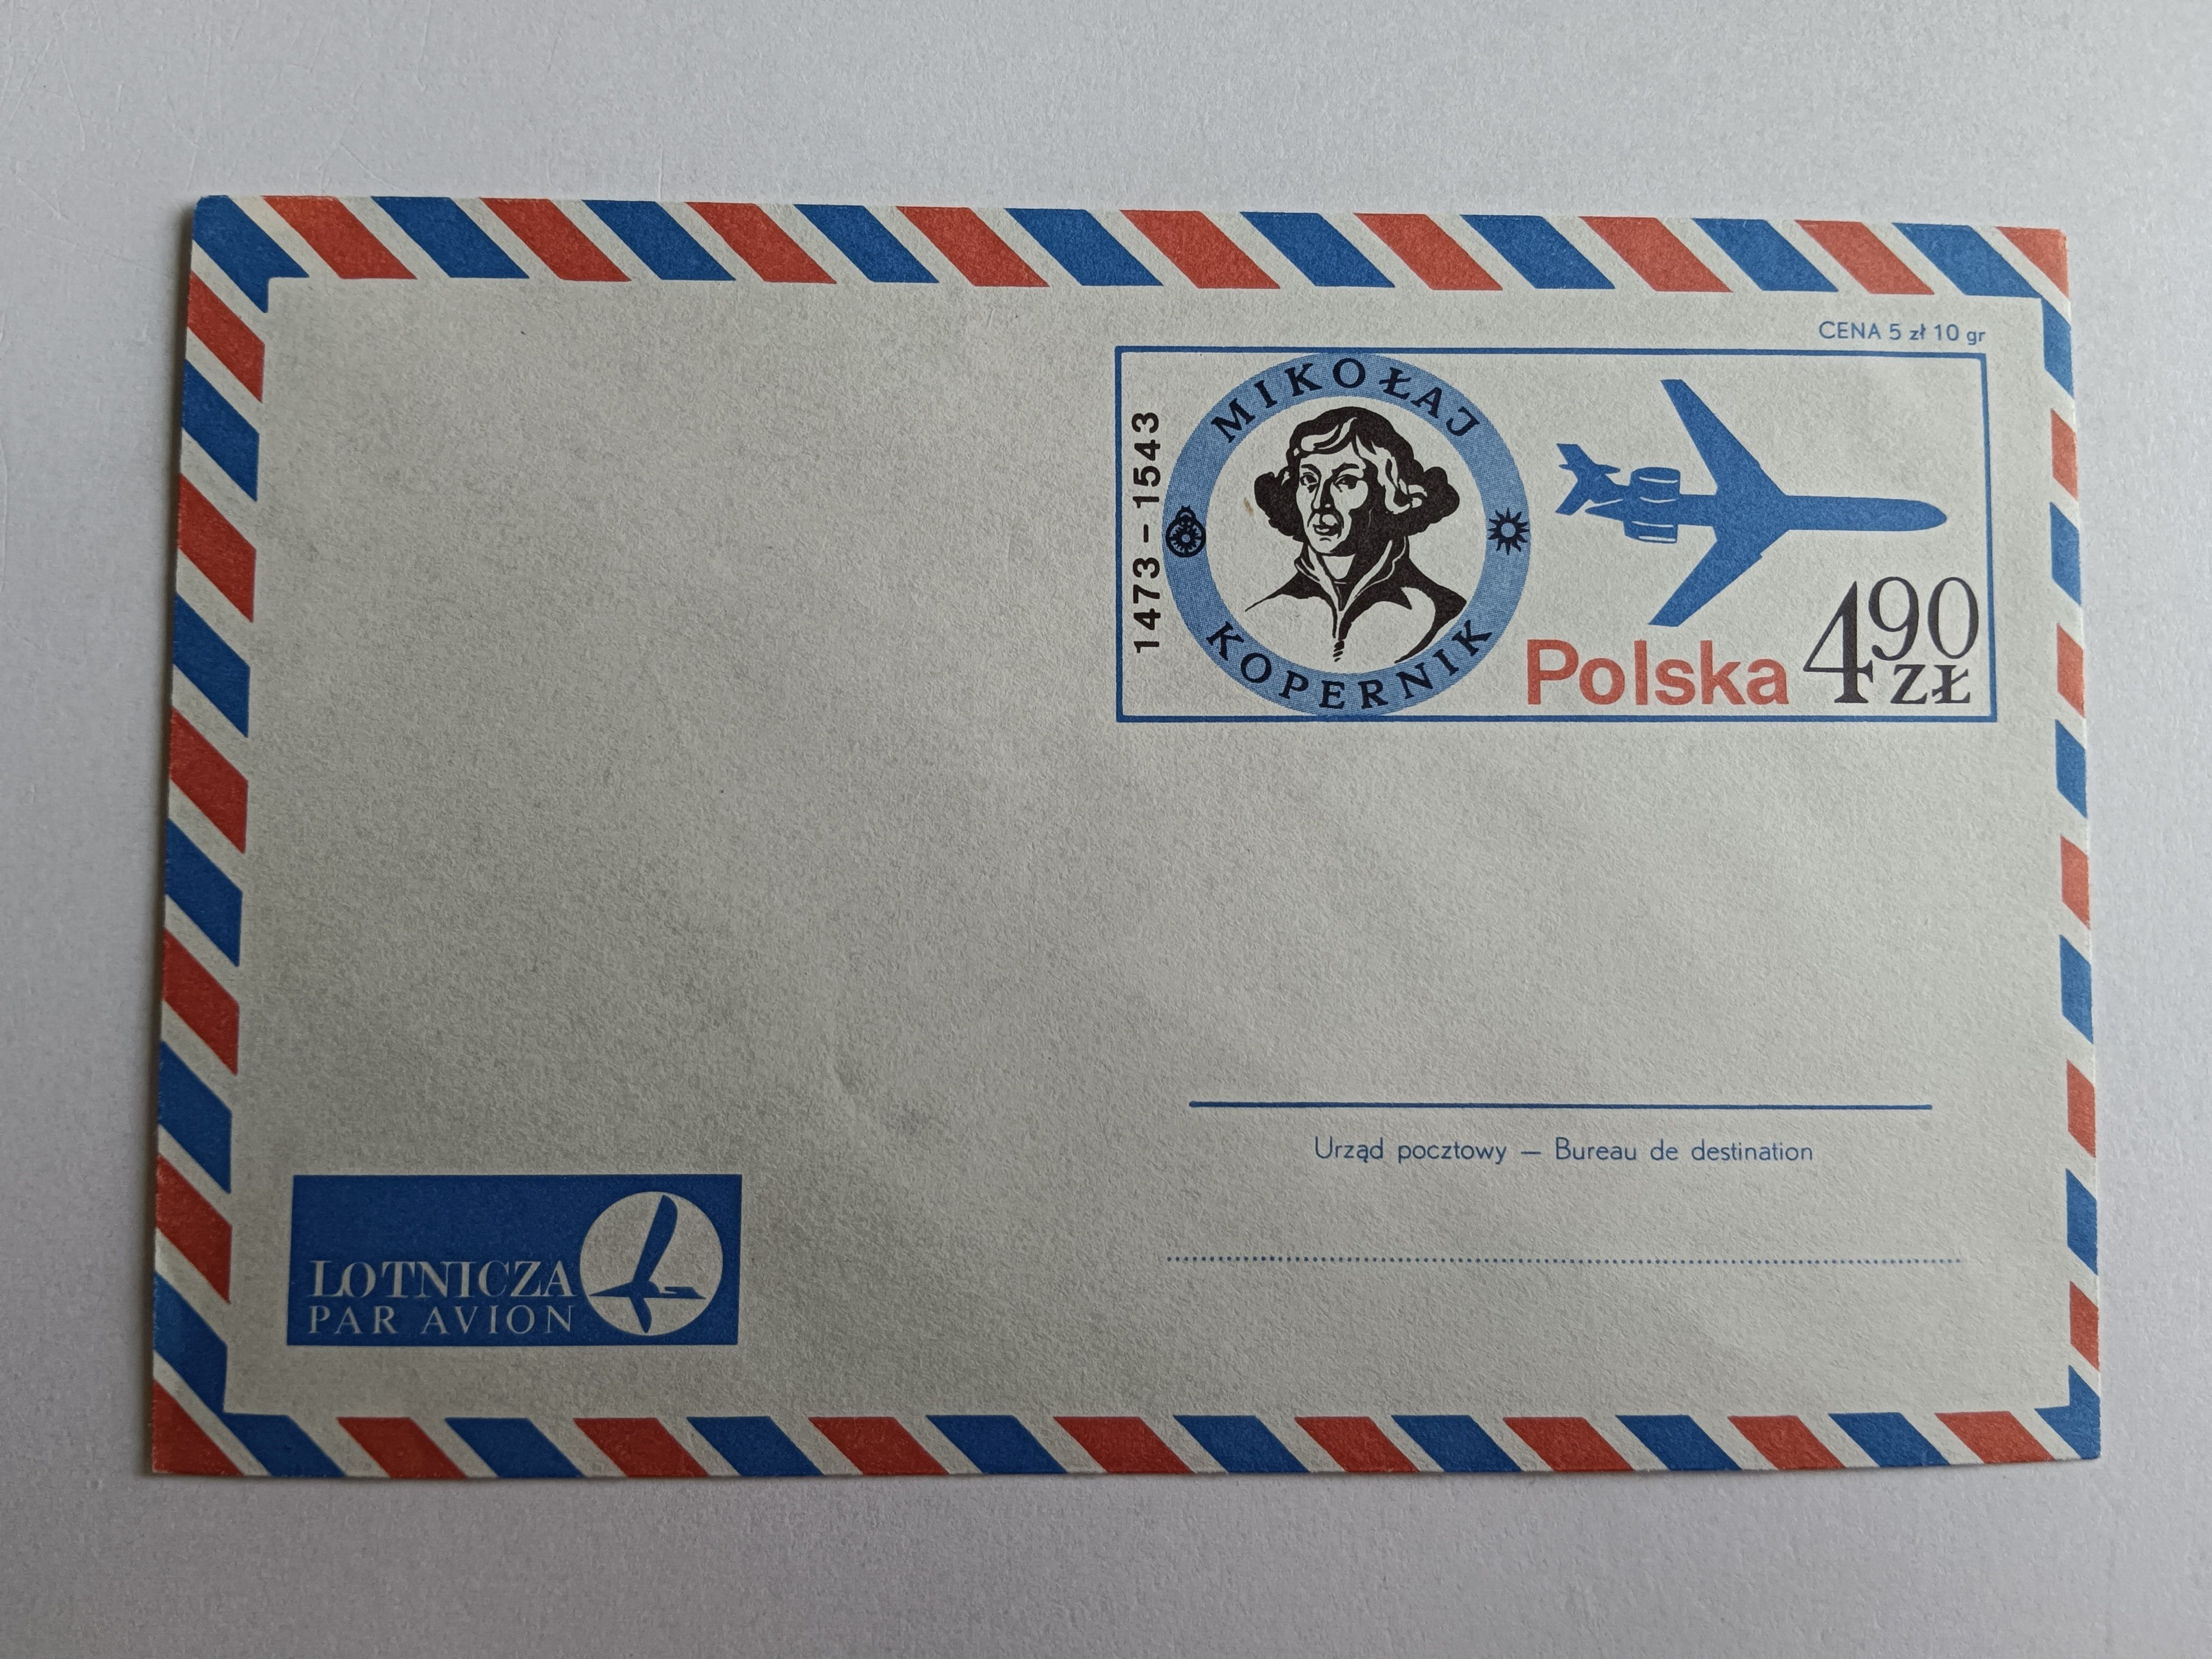 CENA 5 zł 10 gr
1473-1543
MIKOŁAJ
KOPERNIK
Polska 4 90 ZŁ
Urząd pocztowy — Bureau de destination
LOTNICZA
PAR AVION